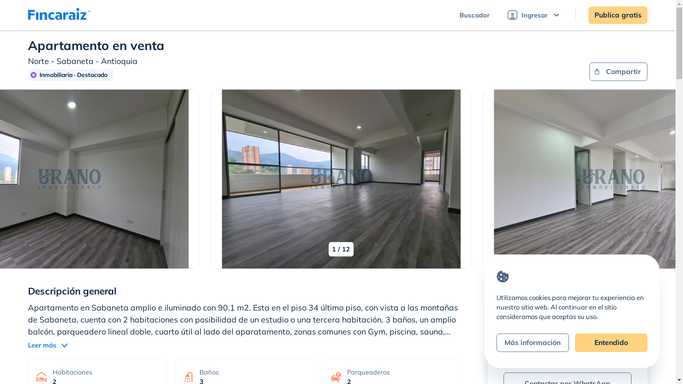 Fincaraiz
Buscador
Ingresar
Publica gratis
Apartamento en venta
Norte - Sabaneta - Antioquia
Inmobiliaria · Destacado
Compartir
URANO
URANO
URANO
1 / 12
Descripción general
Apartamento en Sabaneta amplio e iluminado con 90.1 m2. Esta en el piso 34 último piso, con vista a las montañas
de Sabaneta, cuenta con 2 habitaciones con posibilidad de un estudio o una tercera habitación, 3 baños, un amplio
balcón, parqueadero lineal doble, cuarto útil al lado del aparatamento, zonas comunes con Gym, piscina, sauna,...
Leer más
Habitaciones
2
Baños
3
Parqueaderos
2
Utilizamos cookies para mejorar tu experiencia en
nuestro sitio web. Al continuar en el sitio
consideramos que aceptas su uso.
Más información
Entendido
Contactar por WhatsApp